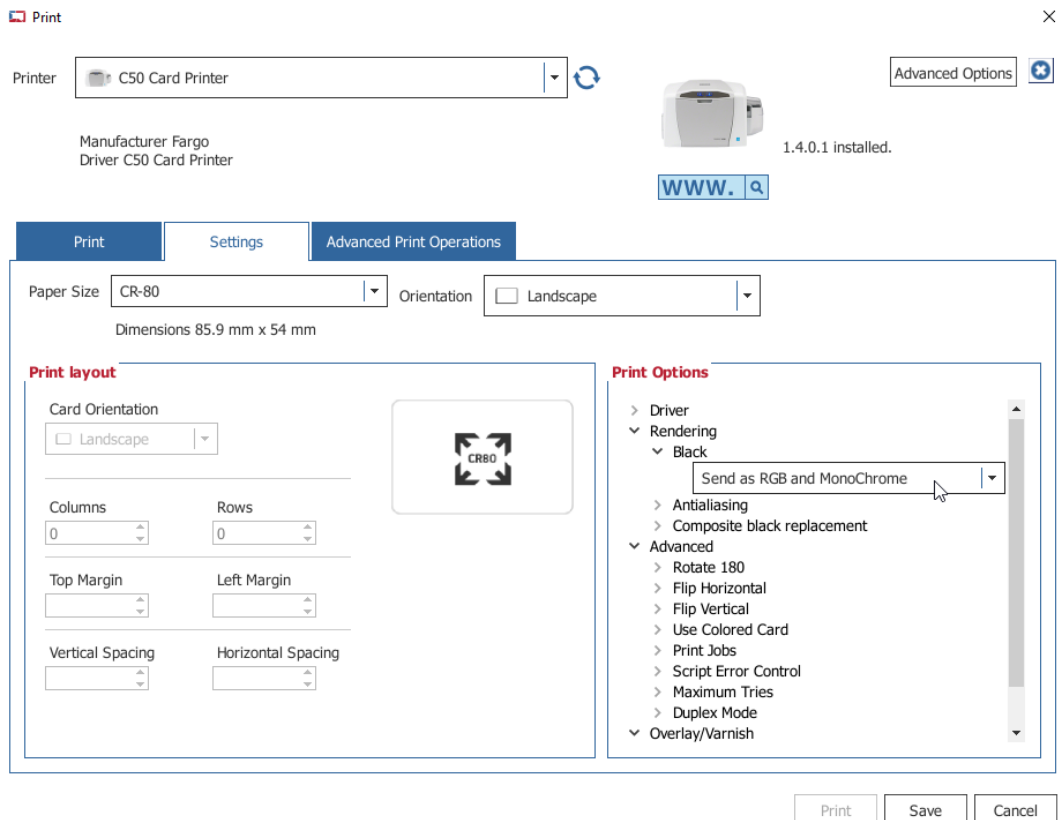 Print
Printer
C50 Card Printer
Advanced Options
Manufacturer Fargo
Driver C50 Card Printer
1.4.0.1 installed.
WWW.
Print
Settings
Advanced Print Operations
Paper Size
CR-80
Orientation
Landscape
Dimensions 85.9 mm x 54 mm
Print layout
Card Orientation
Landscape
CR80
Columns
Rows
0
0
Top Margin
Left Margin
Vertical Spacing
Horizontal Spacing
Print Options
Driver
Rendering
Black
Send as RGB and MonoChrome
Antialiasing
Composite black replacement
Advanced
Rotate 180
Flip Horizontal
Flip Vertical
Use Colored Card
Print Jobs
Script Error Control
Maximum Tries
Duplex Mode
Overlay/Varnish
Print
Save
Cancel